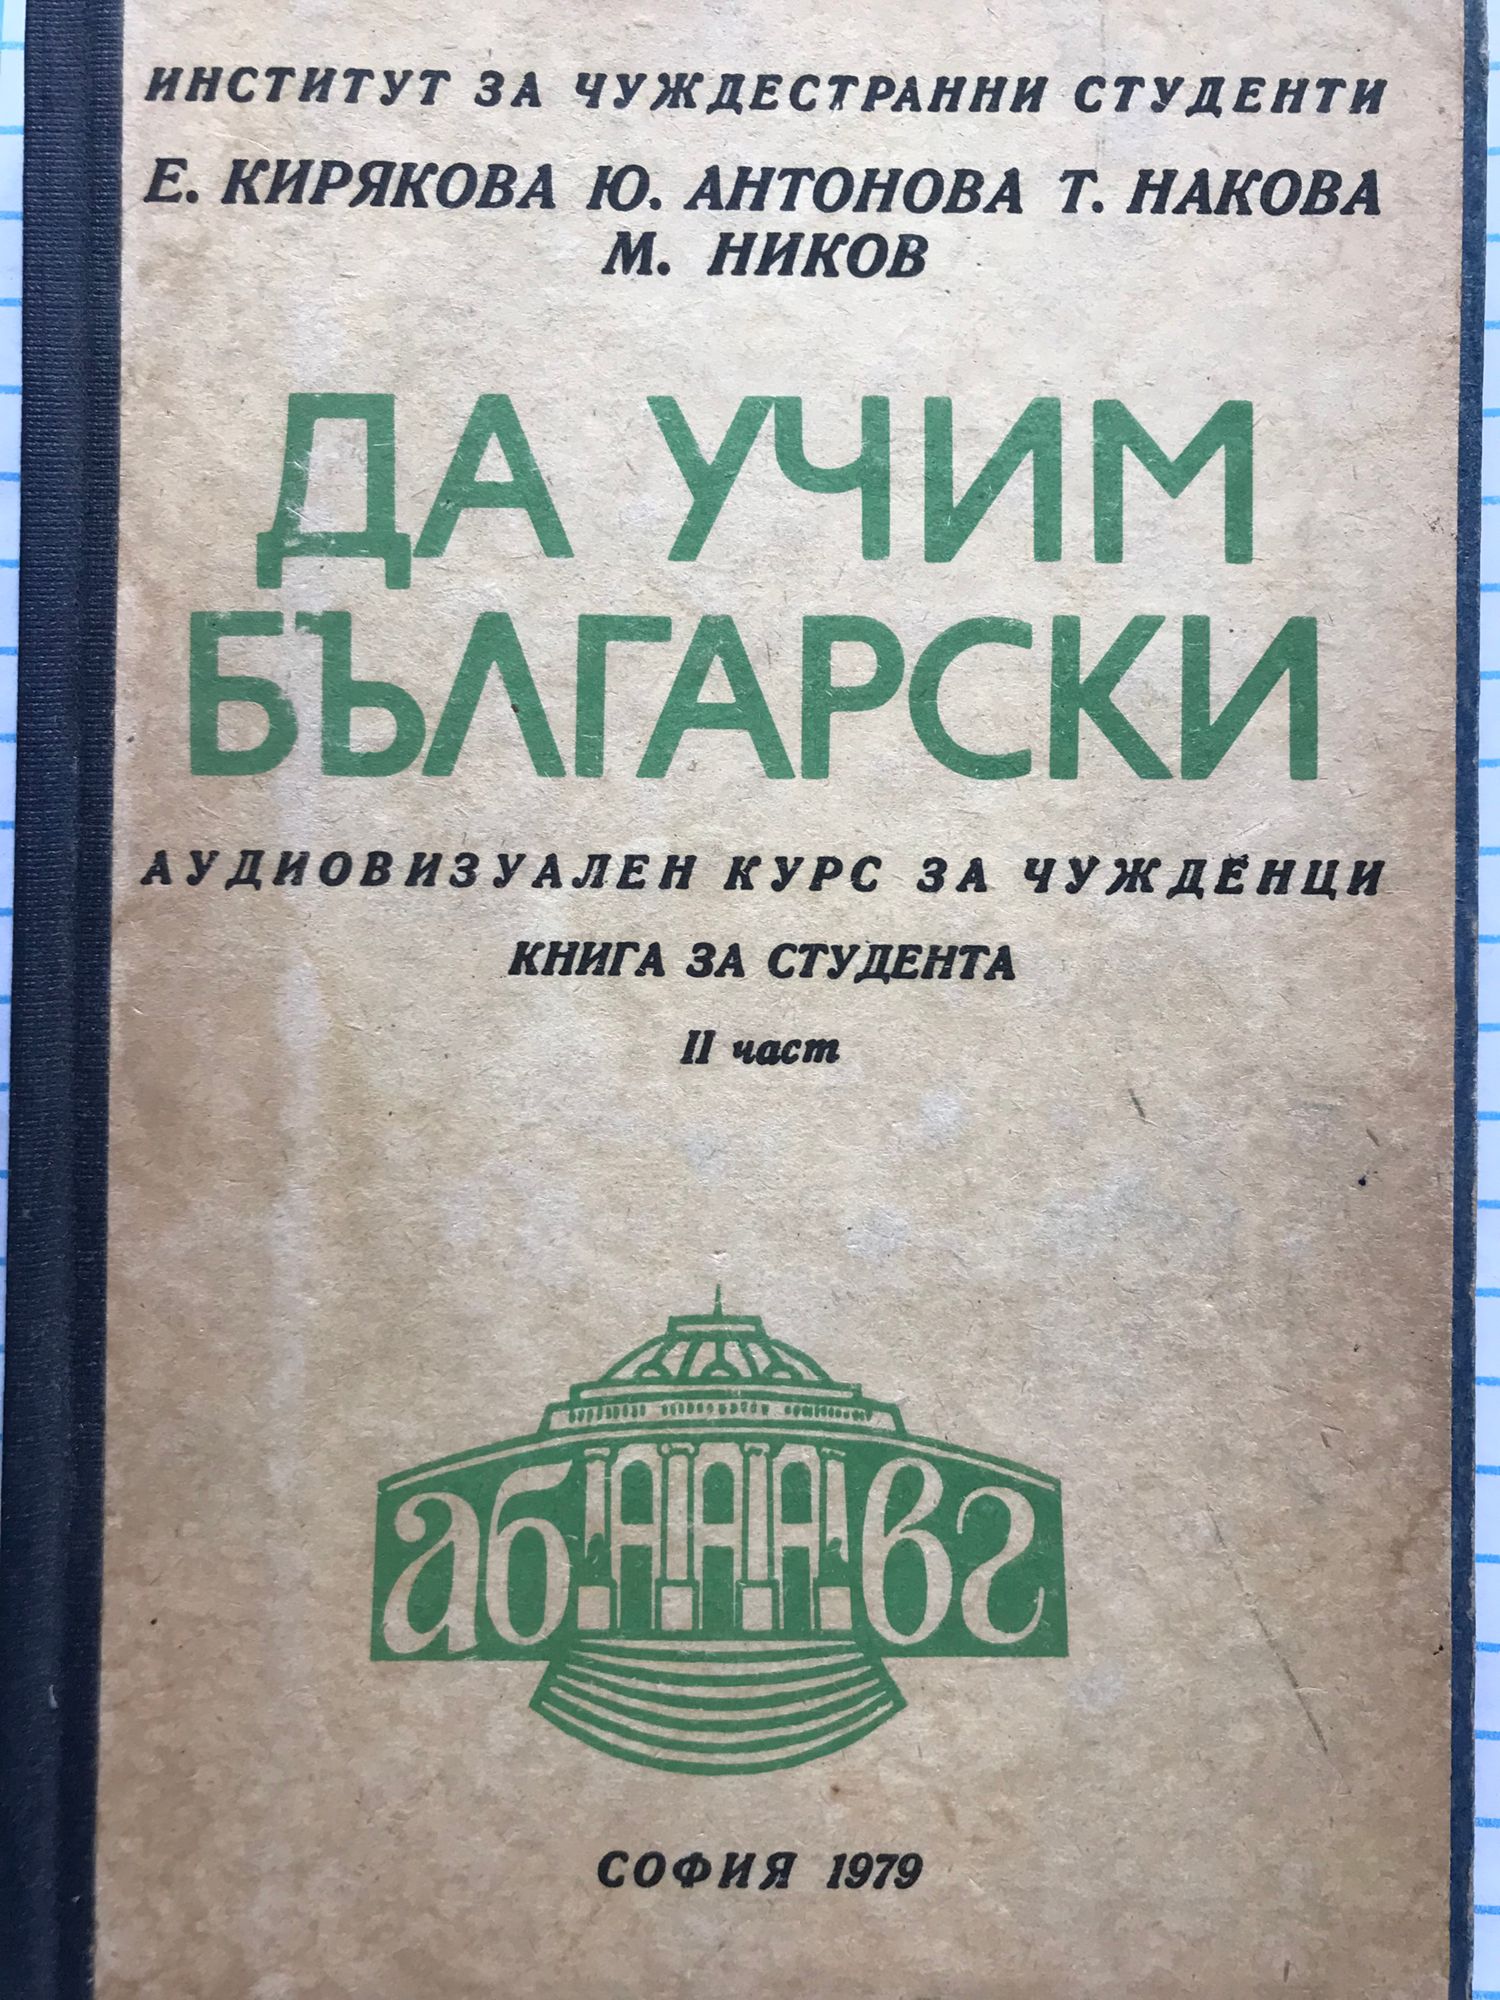 ИНСТИТУТ ЗА ЧУЖДЕСТРАННИ СТУДЕНТИ
Е. КИРЯКОВА Ю. АНТОНОВА Т. НАКОВА
М. НИКОВ
ДА УЧИМ
БЪЛГАРСКИ
АУДИОВИЗУАЛЕН КУРС ЗА ЧУЖДЕНЦИ
КНИГА ЗА СТУДЕНТА
II част
аб ААА вг
СОФИЯ 1979